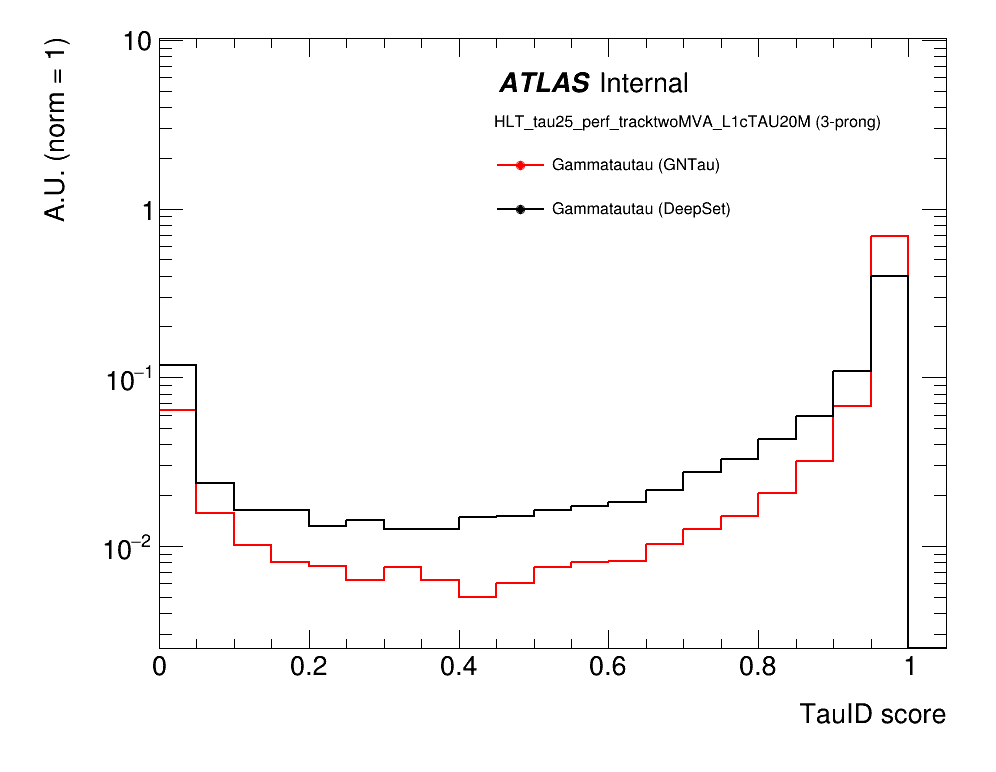 A.U. (norm = 1)
10
1
10⁻¹
10⁻²
ATLAS Internal
HLT_tau25_perf_tracktwoMVA_L1cTAU20M (3-prong)
Gammatautau (GNTau)
Gammatautau (DeepSet)
0 0.2 0.4 0.6 0.8 1
TauID score